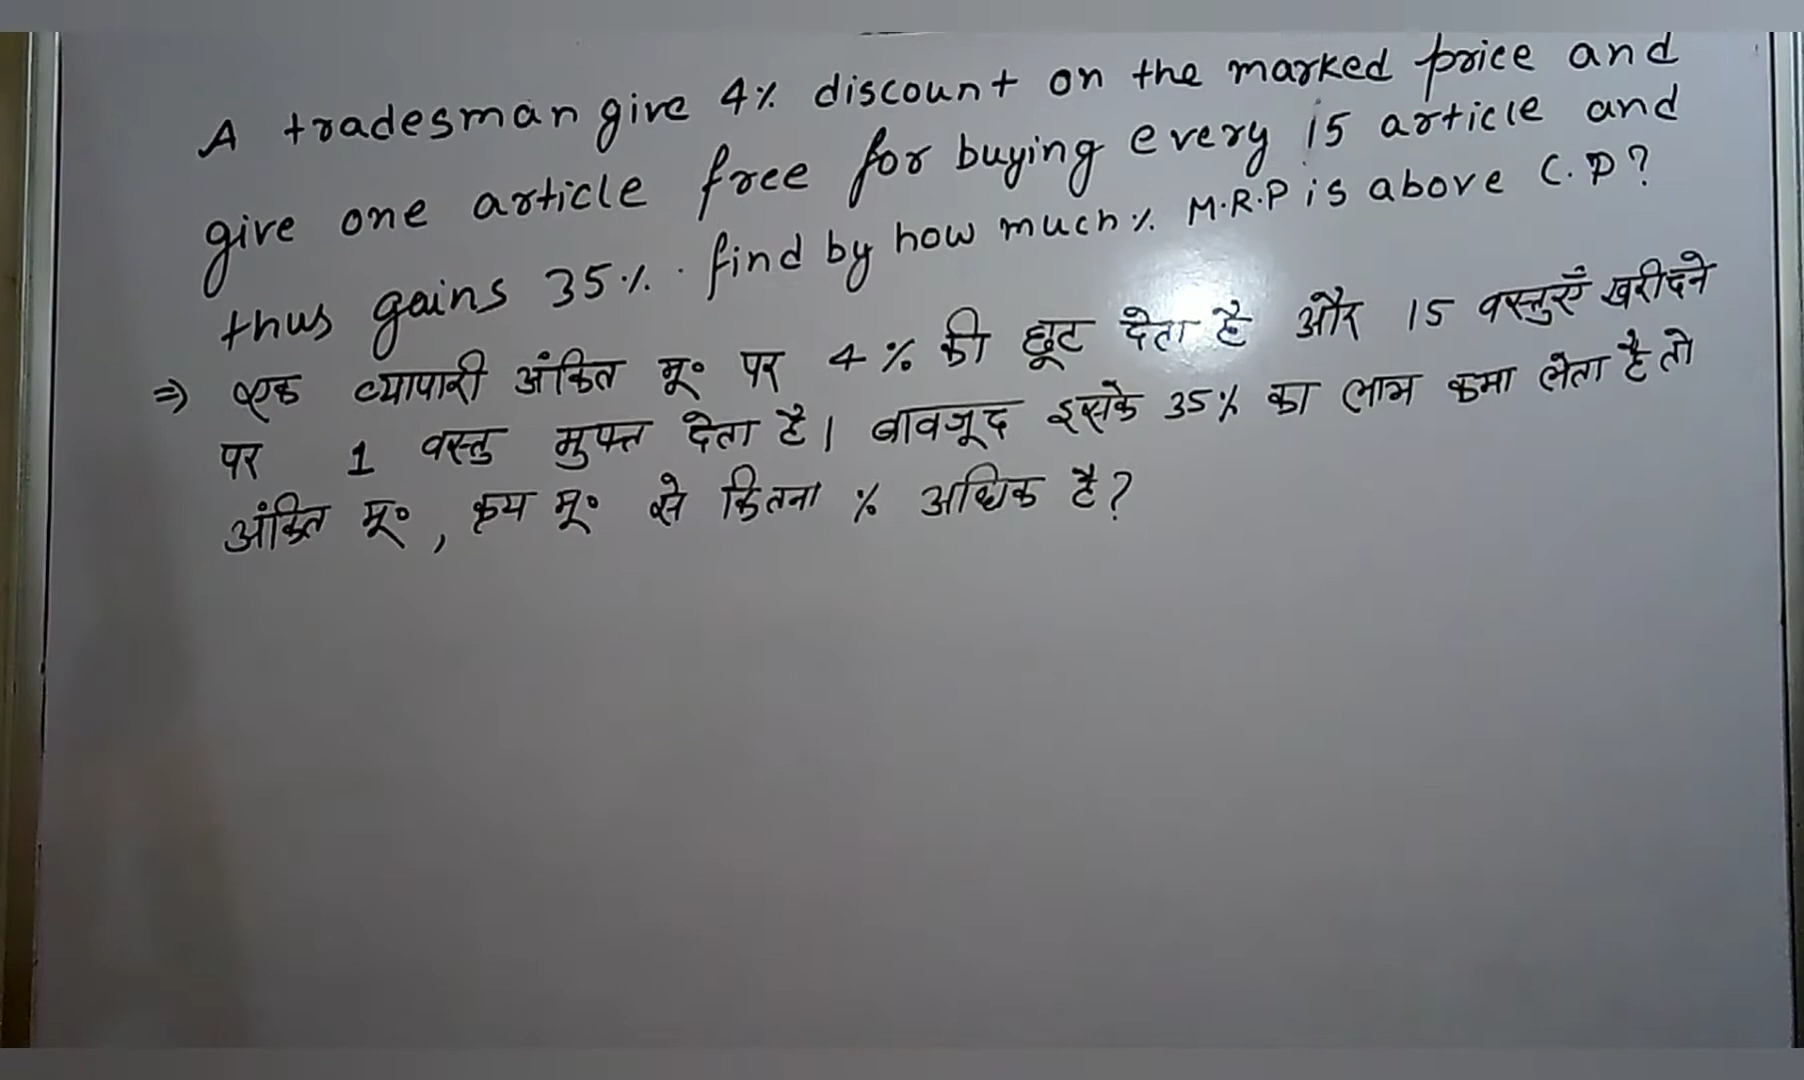 A tradesman give 4% discount on the marked price and
give one article free for buying every 15 article and
thus gains 35%. find by how much % M.R.P is above C.P?
⇒ एक व्यापारी अंकित मू० पर 4% की छूट देता है और 15 वस्तुएँ खरीदने
पर 1 वस्तु मुफ्त देता है। बावजूद इसके 35% का लाभ कमा लेता है तो
अंकित मू०, क्रय मू० से कितना % अधिक है?